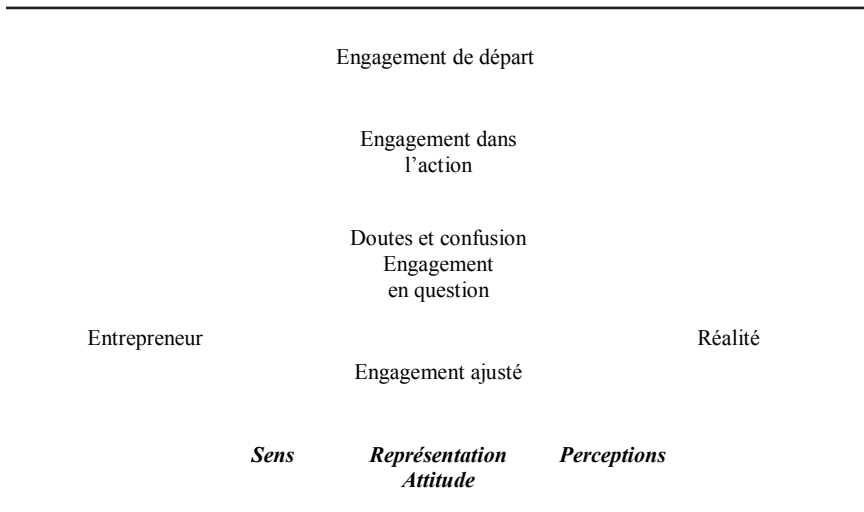 Engagement de départ
Engagement dans
l’action
Doutes et confusion
Engagement
en question
Entrepreneur Réalité
Engagement ajusté
Sens Représentation Perceptions
Attitude